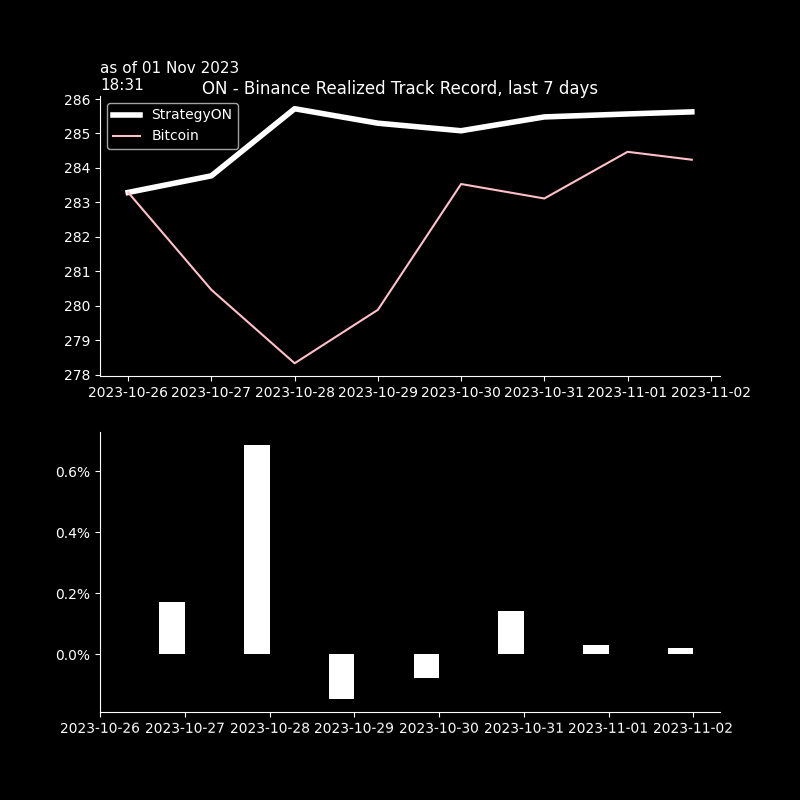 as of 01 Nov 2023
18:31
ON - Binance Realized Track Record, last 7 days
StrategyON
Bitcoin
286
285
284
283
282
281
280
279
278
2023-10-26 2023-10-27 2023-10-28 2023-10-29 2023-10-30 2023-10-31 2023-11-01 2023-11-02
0.6%
0.4%
0.2%
0.0%
2023-10-26 2023-10-27 2023-10-28 2023-10-29 2023-10-30 2023-10-31 2023-11-01 2023-11-02